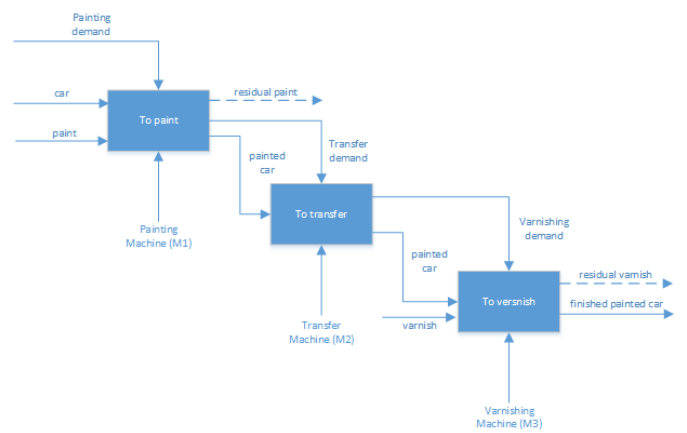 Painting
demand
car
residual paint
To paint
paint
painted
car
Transfer
demand
Painting
Machine (M1)
To transfer
Varnishing
demand
painted
car
residual varnish
To versnish
finished painted car
varnish
Transfer
Machine (M2)
Varnishing
Machine (M3)